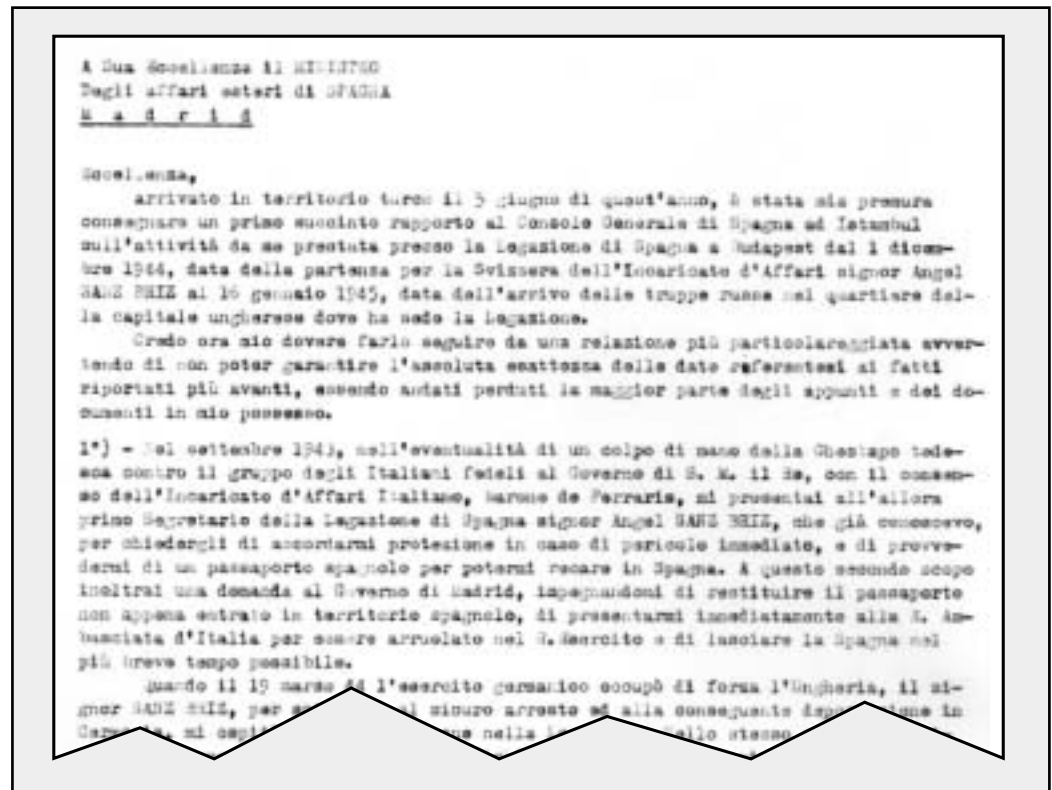 A Sua Eccellenza il MINISTRO
Degli affari esteri di SPAGNA
M a d r i d
Eccellenza,
arrivato in territorio turco il 3 giugno di quest'anno, è stata mia premura
consegnare un primo succinto rapporto al Console Generale di Spagna ad Istambul
sull'attività da me prestata presso la Legazione di Spagna a Budapest dal 1 dicem-
bre 1944, data della partenza per la Svizzera dell'Incaricato d'Affari signor Angel
SANZ BRIZ al 16 gennaio 1945, data dell'arrivo delle truppe russe nel quartiere del-
la capitale ungherese dove ha sede la Legazione.
Credo ora mio dovere farlo seguire da una relazione più particolareggiata avver-
tendo di non poter garantire l'assoluta esattezza delle date referentesi ai fatti
riportati più avanti, essendo andati perduti la maggior parte degli appunti e dei do-
cumenti in mio possesso.
1°) - Nel settembre 1943, nell'eventualità di un colpo di mano della Ghestapo tede-
sca contro il gruppo degli Italiani fedeli al Governo di S. M. il Re, con il consen-
so dell'Incaricato d'Affari Italiano, barone de Ferraris, mi presentai all'allora
primo Segretario della Legazione di Spagna signor Angel SANZ BRIZ, che già conoscevo,
per chiedergli di accordarmi protezione in caso di pericolo immediato, e di provve-
dermi di un passaporto spagnolo per potermi recare in Spagna. A questo secondo scopo
inoltrai una domanda al Governo di Madrid, impegnandomi di restituire il passaporto
non appena entrato in territorio spagnolo, di presentarmi immediatamente alla R. Am-
basciata d'Italia per essere arruolato nel R. Esercito e di lasciare la Spagna nel
più breve tempo possibile.
Quando il 19 marzo 44 l'esercito germanico occupò di forza l'Ungheria, il si-
gnor SANZ BRIZ, per al sicuro arresto ed alla conseguente in
mi nella stesso